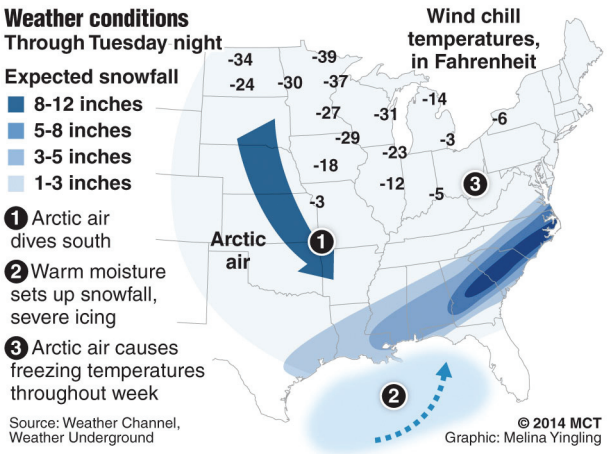 Weather conditions
Through Tuesday night
Expected snowfall
8-12 inches
5-8 inches
3-5 inches
1-3 inches
1 Arctic air
dives south
2 Warm moisture
sets up snowfall,
severe icing
3 Arctic air causes
freezing temperatures
throughout week
Source: Weather Channel,
Weather Underground
Wind chill
temperatures,
in Fahrenheit
-34 -39
-24 -30 -37
-14
-27 -31
-6
-29 -3
-23
-18
-12
-5 3
-3
Arctic
air
1
2
© 2014 MCT
Graphic: Melina Yingling